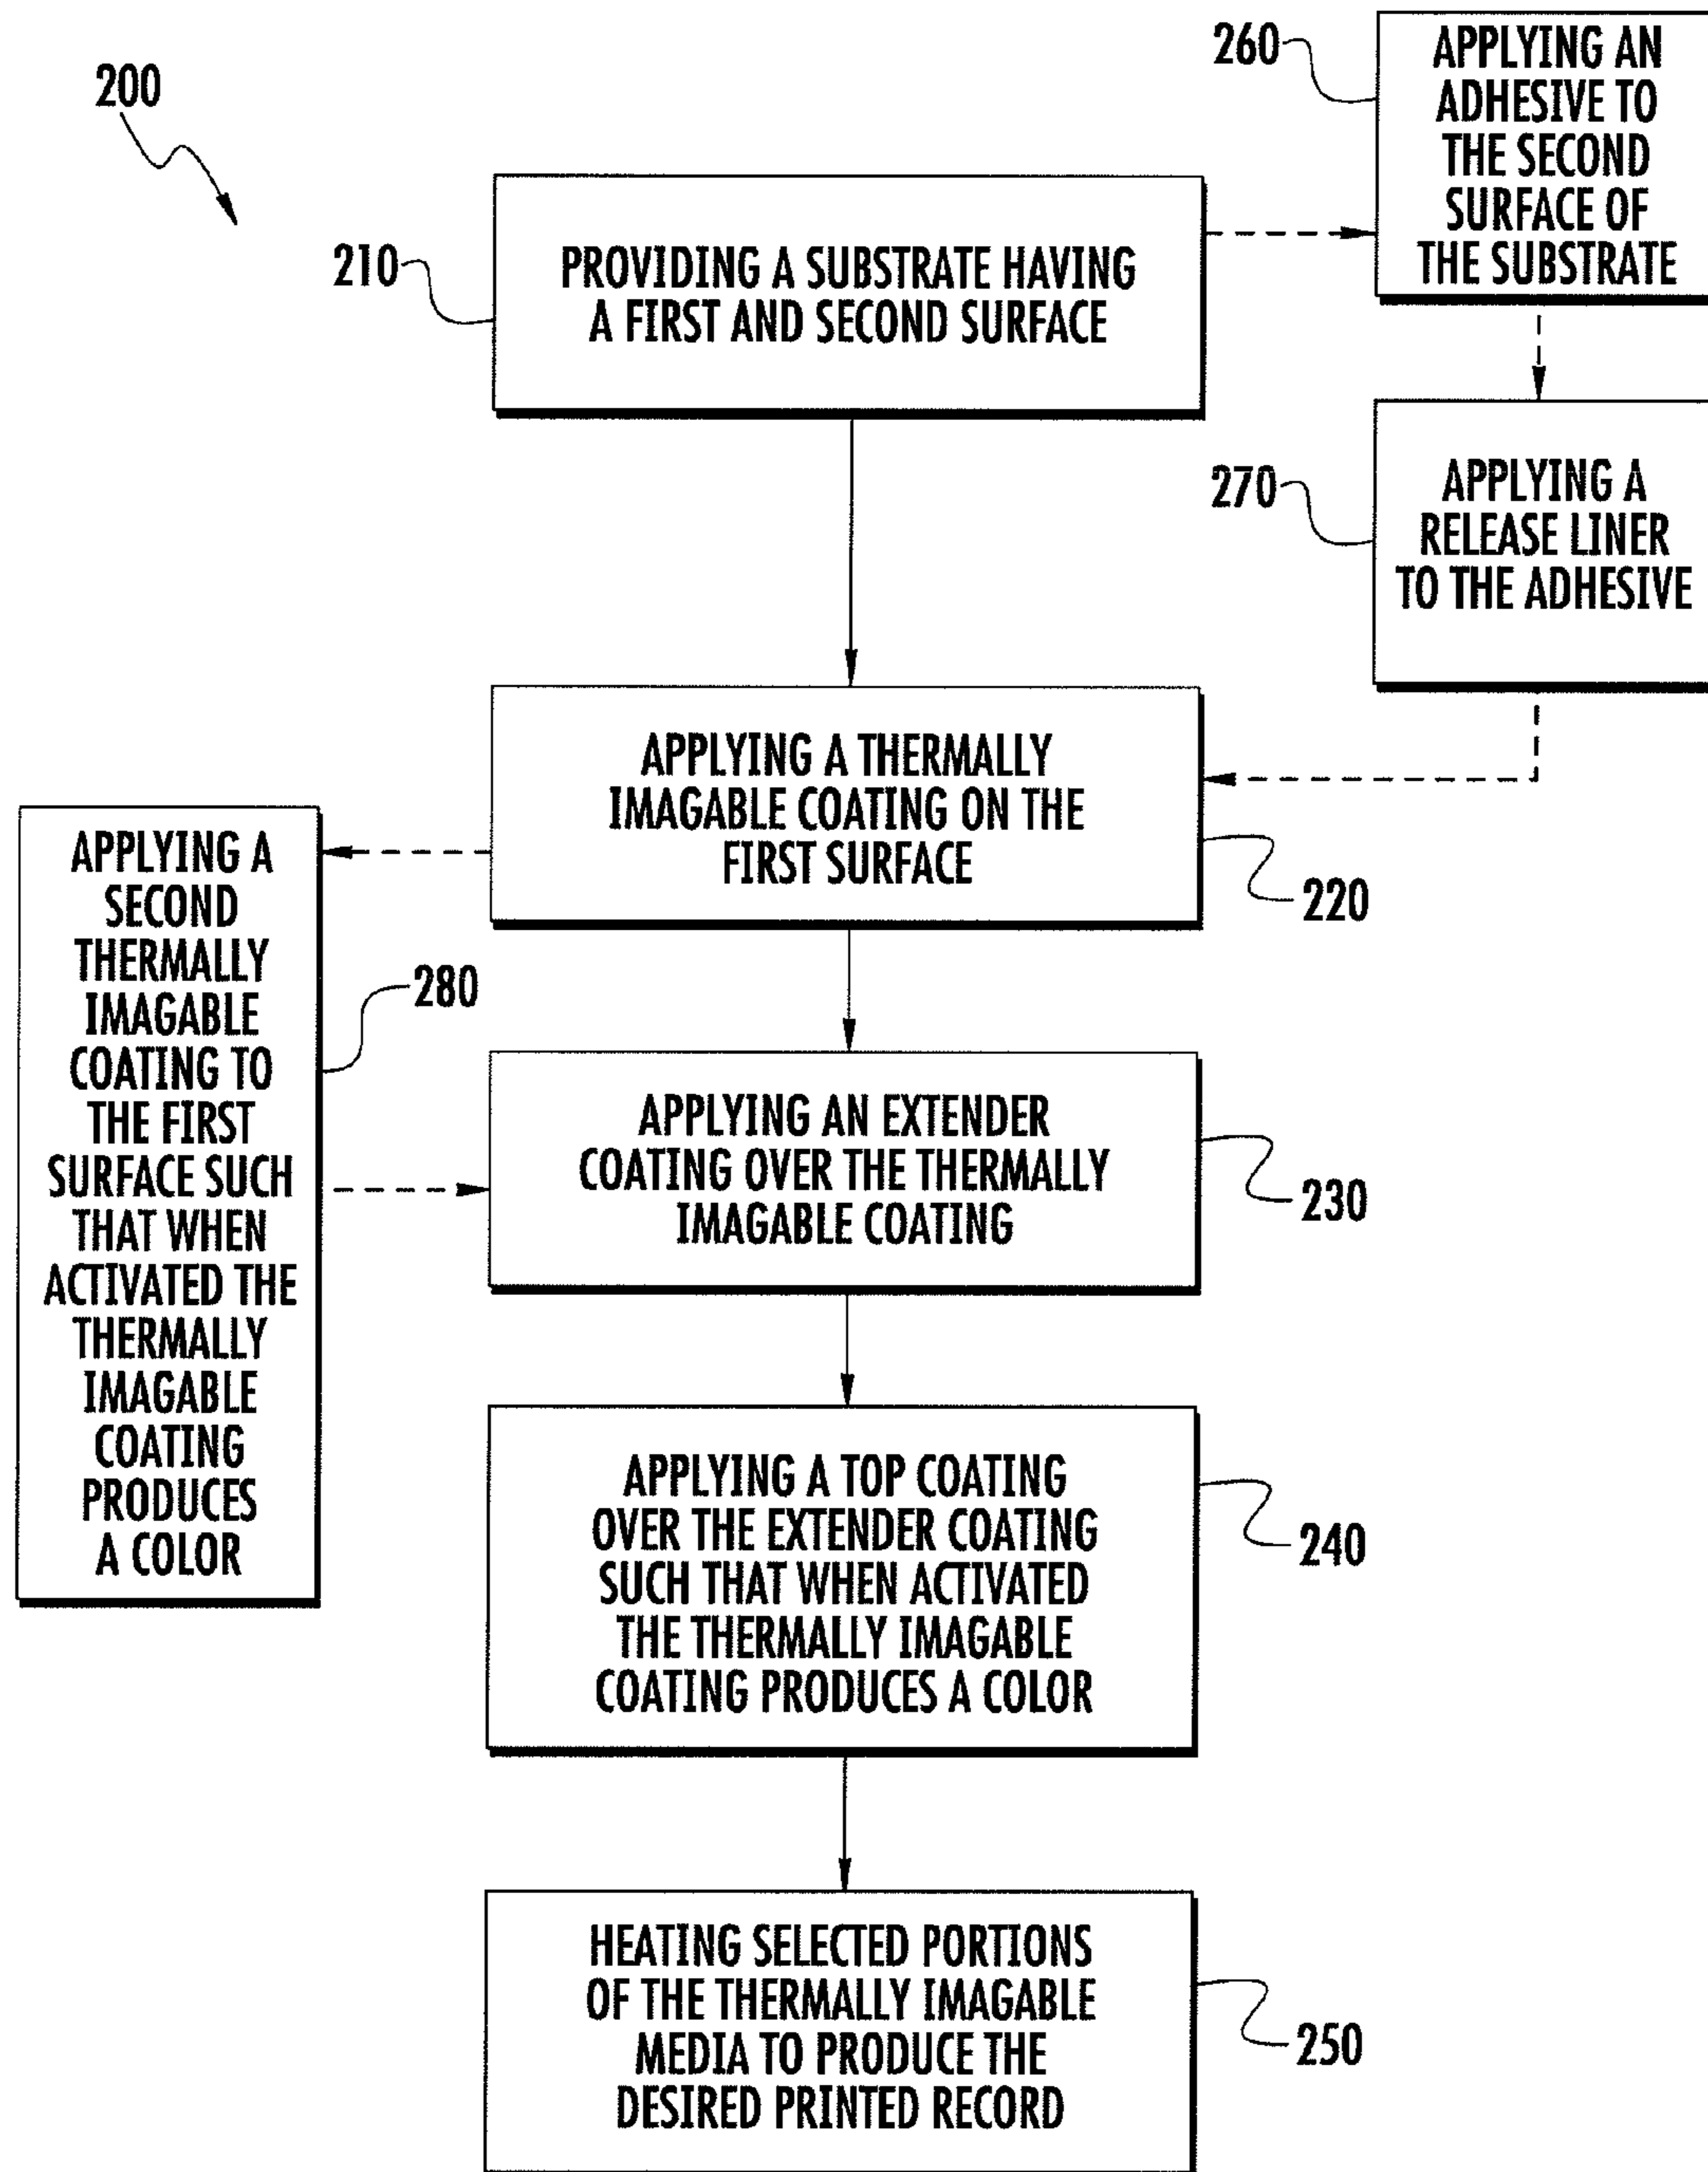 200
260
APPLYING AN
ADHESIVE TO
THE SECOND
SURFACE OF
THE SUBSTRATE
210
PROVIDING A SUBSTRATE HAVING
A FIRST AND SECOND SURFACE
270
APPLYING A
RELEASE LINER
TO THE ADHESIVE
APPLYING A THERMALLY
IMAGABLE COATING ON THE
FIRST SURFACE
220
APPLYING A
SECOND
THERMALLY
IMAGABLE
COATING TO
THE FIRST
SURFACE SUCH
THAT WHEN
ACTIVATED THE
THERMALLY
IMAGABLE
COATING
PRODUCES
A COLOR
280
APPLYING AN EXTENDER
COATING OVER THE THERMALLY
IMAGABLE COATING
230
APPLYING A TOP COATING
OVER THE EXTENDER COATING
SUCH THAT WHEN ACTIVATED
THE THERMALLY IMAGABLE
COATING PRODUCES A COLOR
240
HEATING SELECTED PORTIONS
OF THE THERMALLY IMAGABLE
MEDIA TO PRODUCE THE
DESIRED PRINTED RECORD
250